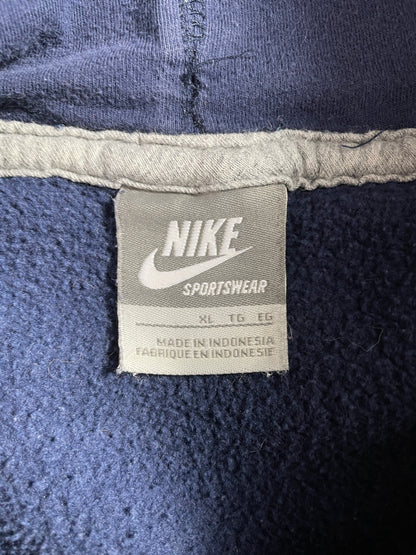 NIKE
SPORTSWEAR
XL TG EG
MADE IN INDONESIA
FABRIQUE EN INDONESIE